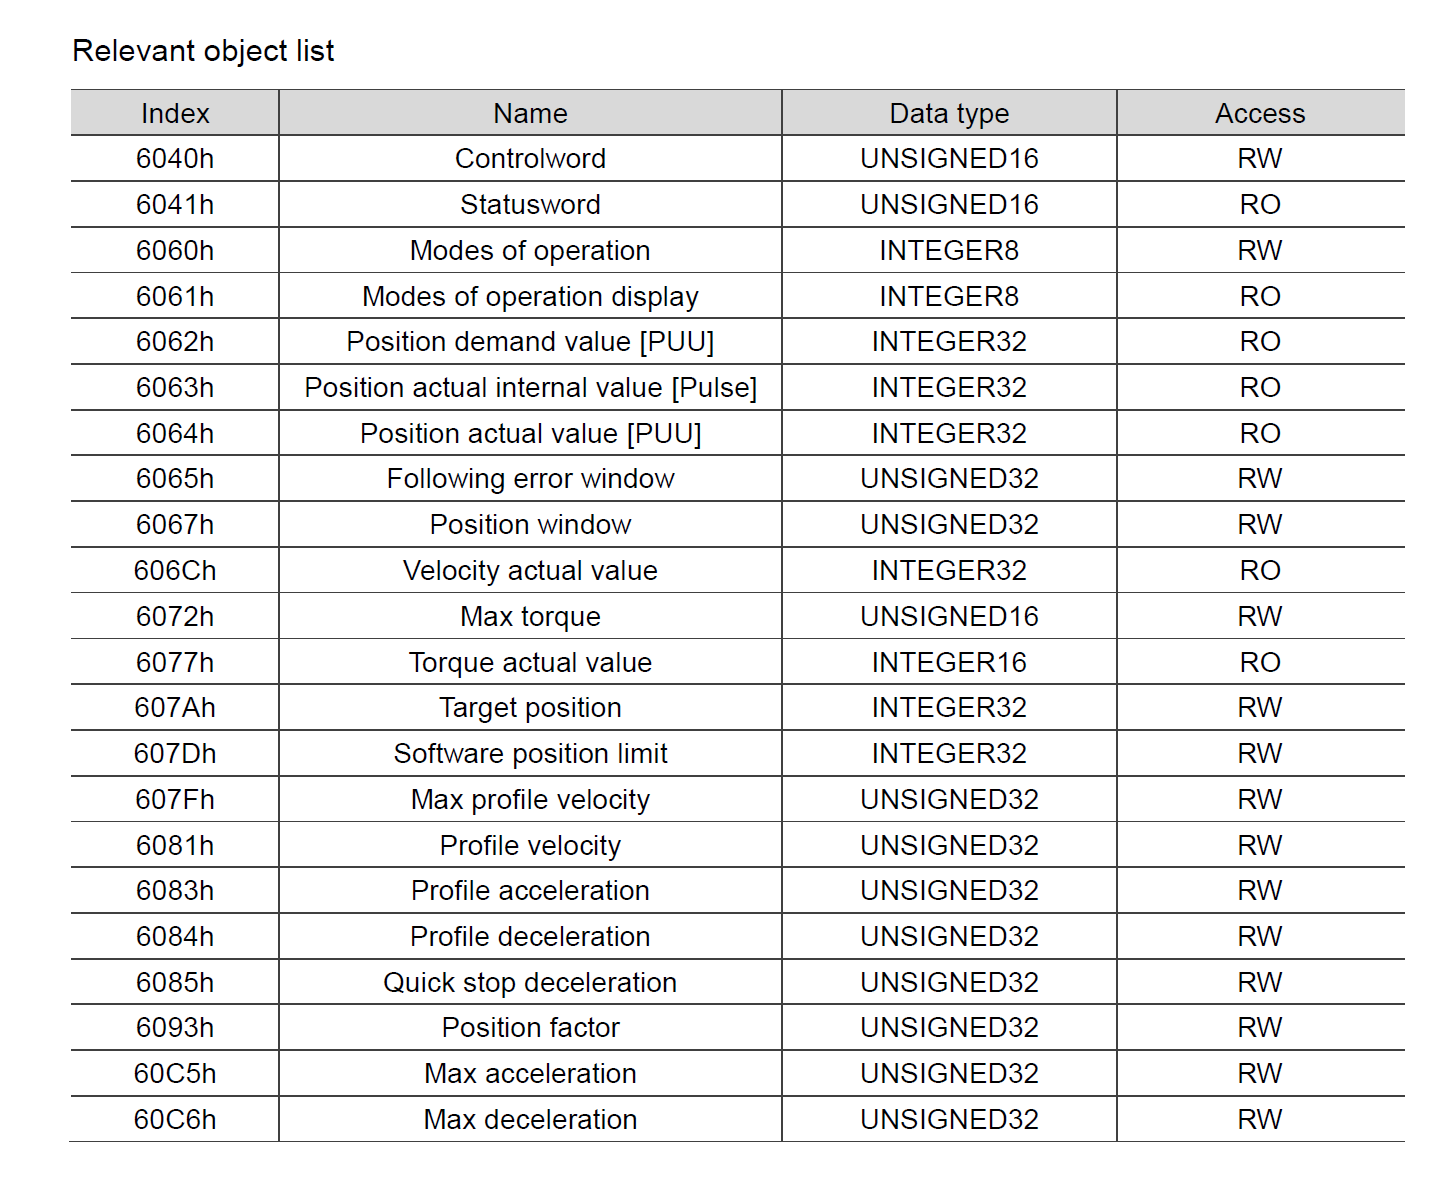 Relevant object list
Index Name Data type Access
6040h Controlword UNSIGNED16 RW
6041h Statusword UNSIGNED16 RO
6060h Modes of operation INTEGER8 RW
6061h Modes of operation display INTEGER8 RO
6062h Position demand value [PUU] INTEGER32 RO
6063h Position actual internal value [Pulse] INTEGER32 RO
6064h Position actual value [PUU] INTEGER32 RO
6065h Following error window UNSIGNED32 RW
6067h Position window UNSIGNED32 RW
606Ch Velocity actual value INTEGER32 RO
6072h Max torque UNSIGNED16 RW
6077h Torque actual value INTEGER16 RO
607Ah Target position INTEGER32 RW
607Dh Software position limit INTEGER32 RW
607Fh Max profile velocity UNSIGNED32 RW
6081h Profile velocity UNSIGNED32 RW
6083h Profile acceleration UNSIGNED32 RW
6084h Profile deceleration UNSIGNED32 RW
6085h Quick stop deceleration UNSIGNED32 RW
6093h Position factor UNSIGNED32 RW
60C5h Max acceleration UNSIGNED32 RW
60C6h Max deceleration UNSIGNED32 RW